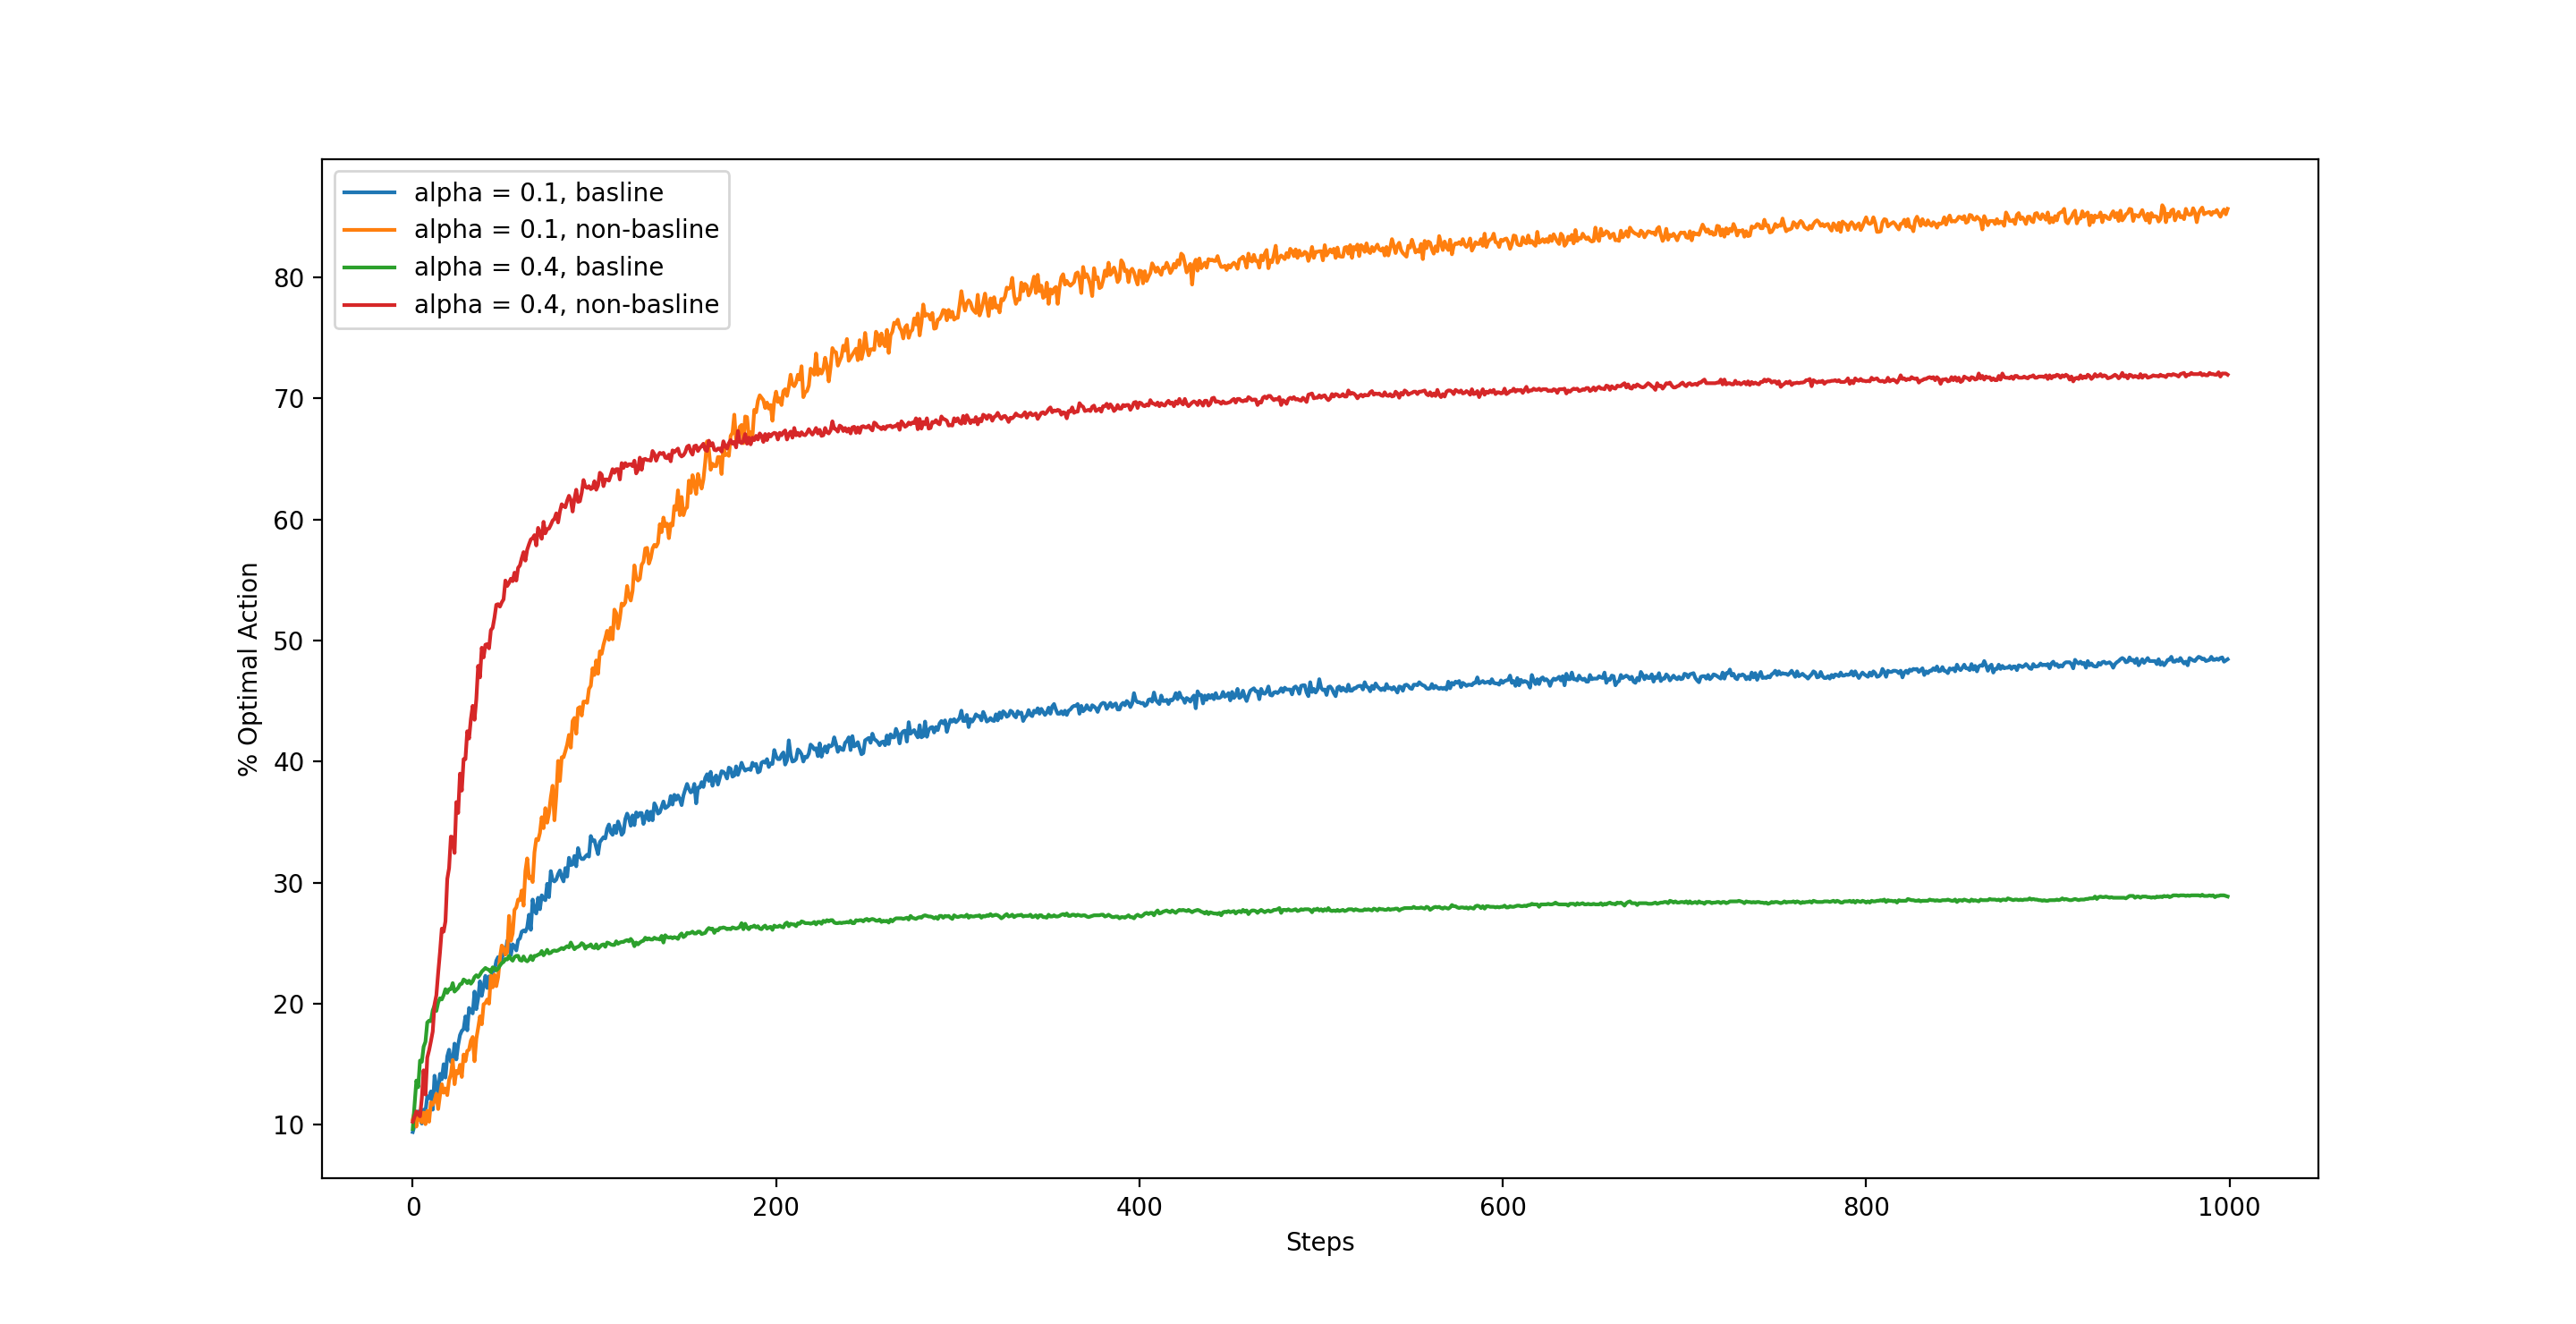 alpha = 0.1, basline
alpha = 0.1, non-basline
alpha = 0.4, basline
alpha = 0.4, non-basline
% Optimal Action
80
70
60
50
40
30
20
10
0
200
400
600
800
1000
Steps